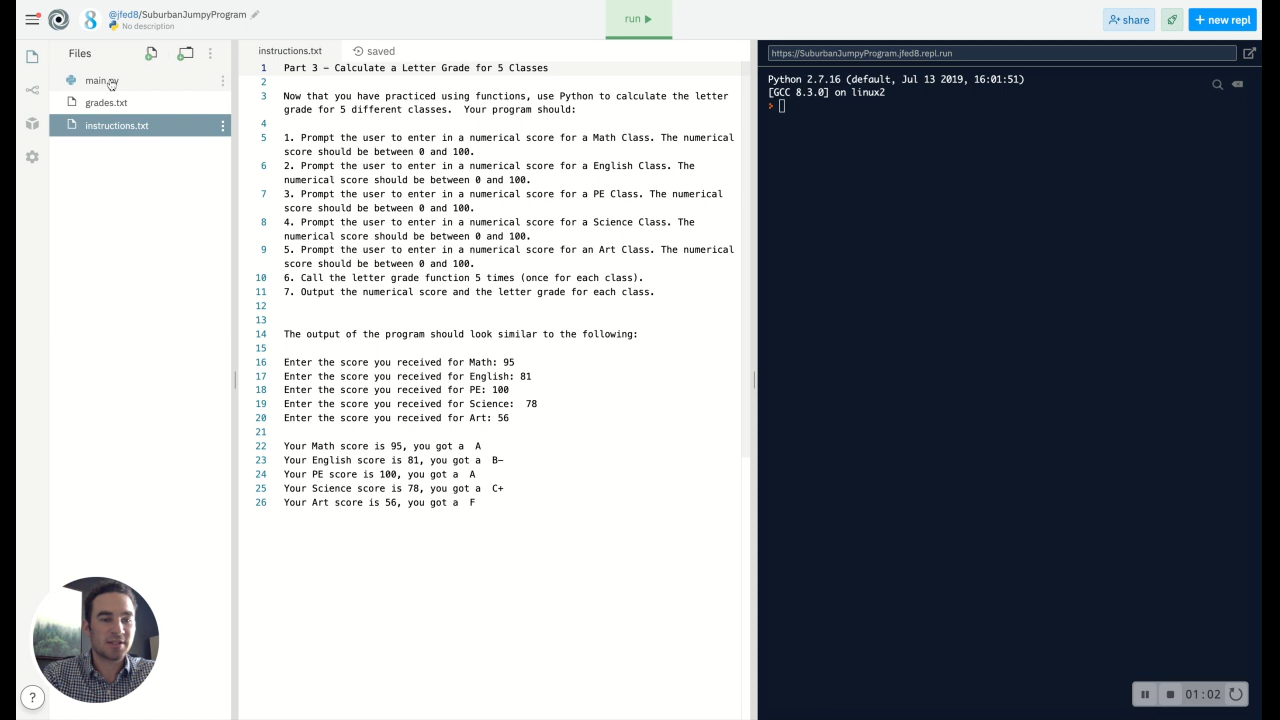 @jfed8/SuburbanJumpyProgram
No description
run
share
+ new repl
Files
main.py
grades.txt
instructions.txt
instructions.txt
saved
1 Part 3 – Calculate a Letter Grade for 5 Classes
2
3 Now that you have practiced using functions, use Python to calculate the letter
grade for 5 different classes. Your program should:
4
5 1. Prompt the user to enter in a numerical score for a Math Class. The numerical
score should be between 0 and 100.
6 2. Prompt the user to enter in a numerical score for a English Class. The
numerical score should be between 0 and 100.
7 3. Prompt the user to enter in a numerical score for a PE Class. The numerical
score should be between 0 and 100.
8 4. Prompt the user to enter in a numerical score for a Science Class. The
numerical score should be between 0 and 100.
9 5. Prompt the user to enter in a numerical score for an Art Class. The numerical
score should be between 0 and 100.
10 6. Call the letter grade function 5 times (once for each class).
11 7. Output the numerical score and the letter grade for each class.
12
13
14 The output of the program should look similar to the following:
15
16 Enter the score you received for Math: 95
17 Enter the score you received for English: 81
18 Enter the score you received for PE: 100
19 Enter the score you received for Science:  78
20 Enter the score you received for Art: 56
21
22 Your Math score is 95, you got a  A
23 Your English score is 81, you got a  B-
24 Your PE score is 100, you got a  A
25 Your Science score is 78, you got a  C+
26 Your Art score is 56, you got a  F
https://SuburbanJumpyProgram.jfed8.repl.run
Python 2.7.16 (default, Jul 13 2019, 16:01:51)
[GCC 8.3.0] on linux2
?
01:02